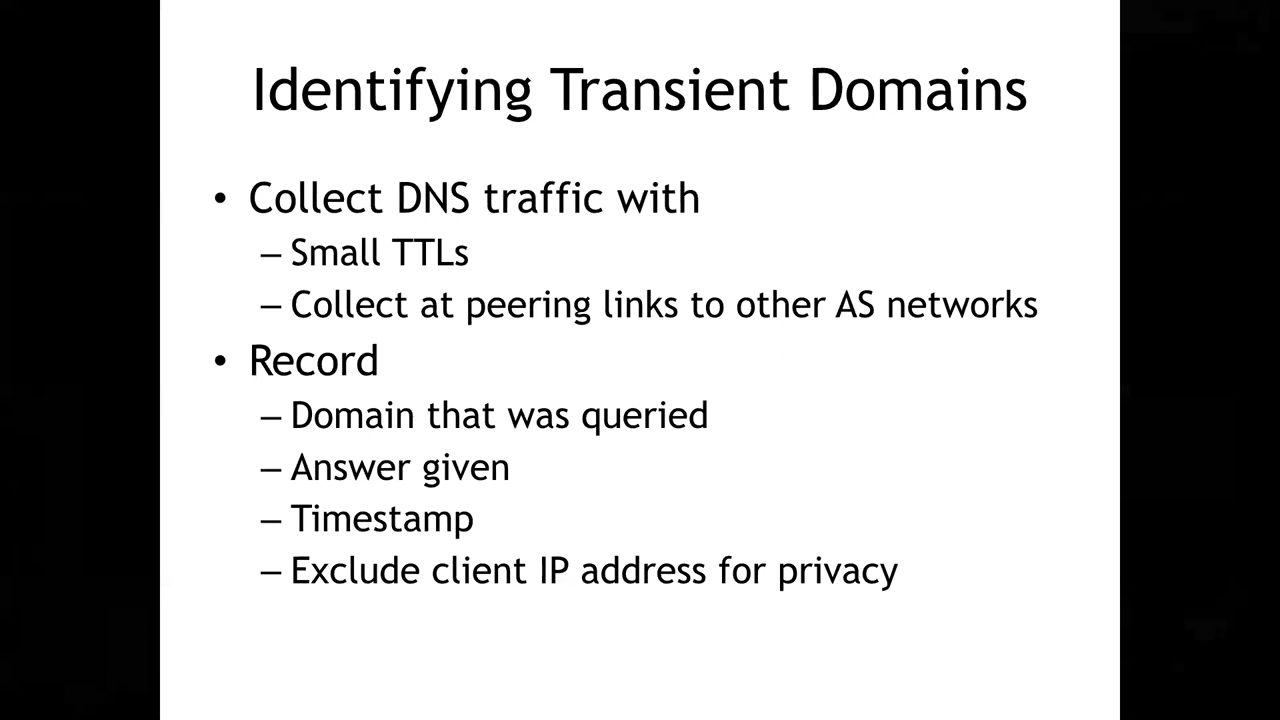 Identifying Transient Domains
• Collect DNS traffic with
– Small TTLs
– Collect at peering links to other AS networks
• Record
– Domain that was queried
– Answer given
– Timestamp
– Exclude client IP address for privacy